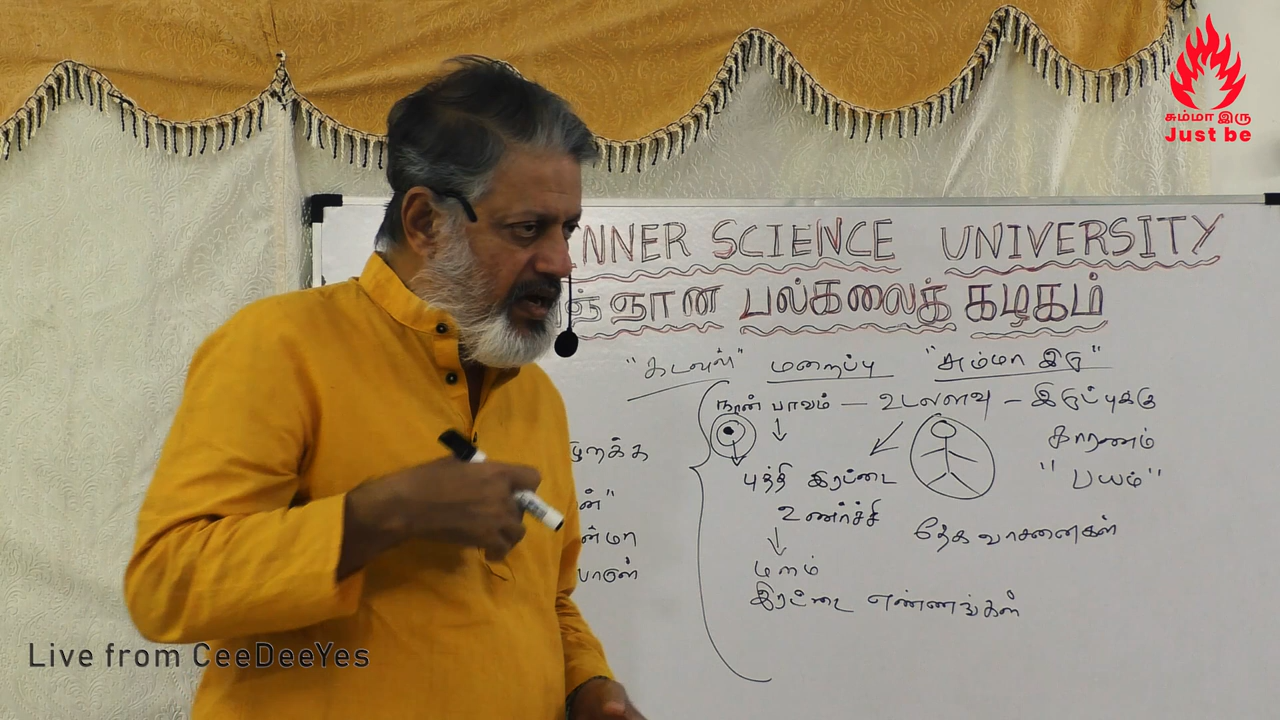 சும்மா இரு
Just be
INNER SCIENCE UNIVERSITY
பல்கலைக் கழகம்
"கடவுள்" மறைப்பு "சும்மா இரு"
நான் பாவம் — உடலளவு - இருப்புக்கு
காரணம்
"பயம்"
புத்தி இரட்டை
உணர்ச்சி
தேக வாசனைகள்
மனம்
இரட்டை எண்ணங்கள்
Live from CeeDeeYes